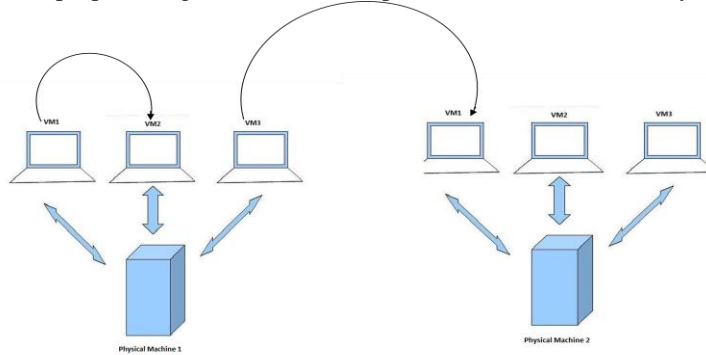 VM1
VM2
VM3
VM1
VM2
VM3
Physical Machine 1
Physical Machine 2